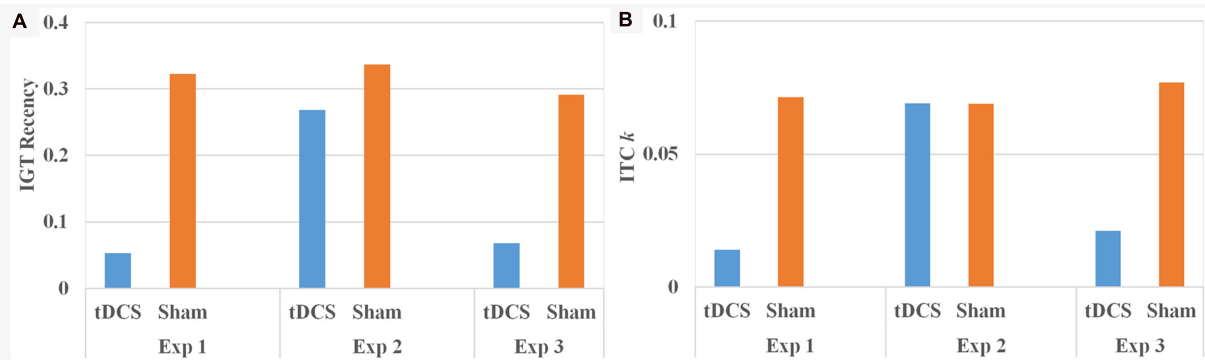 A
IGT Recency
0.4
0.3
0.2
0.1
0
tDCS Sham tDCS Sham tDCS Sham
Exp 1 Exp 2 Exp 3
B
ITC k
0.1
0.05
0
tDCS Sham tDCS Sham tDCS Sham
Exp 1 Exp 2 Exp 3